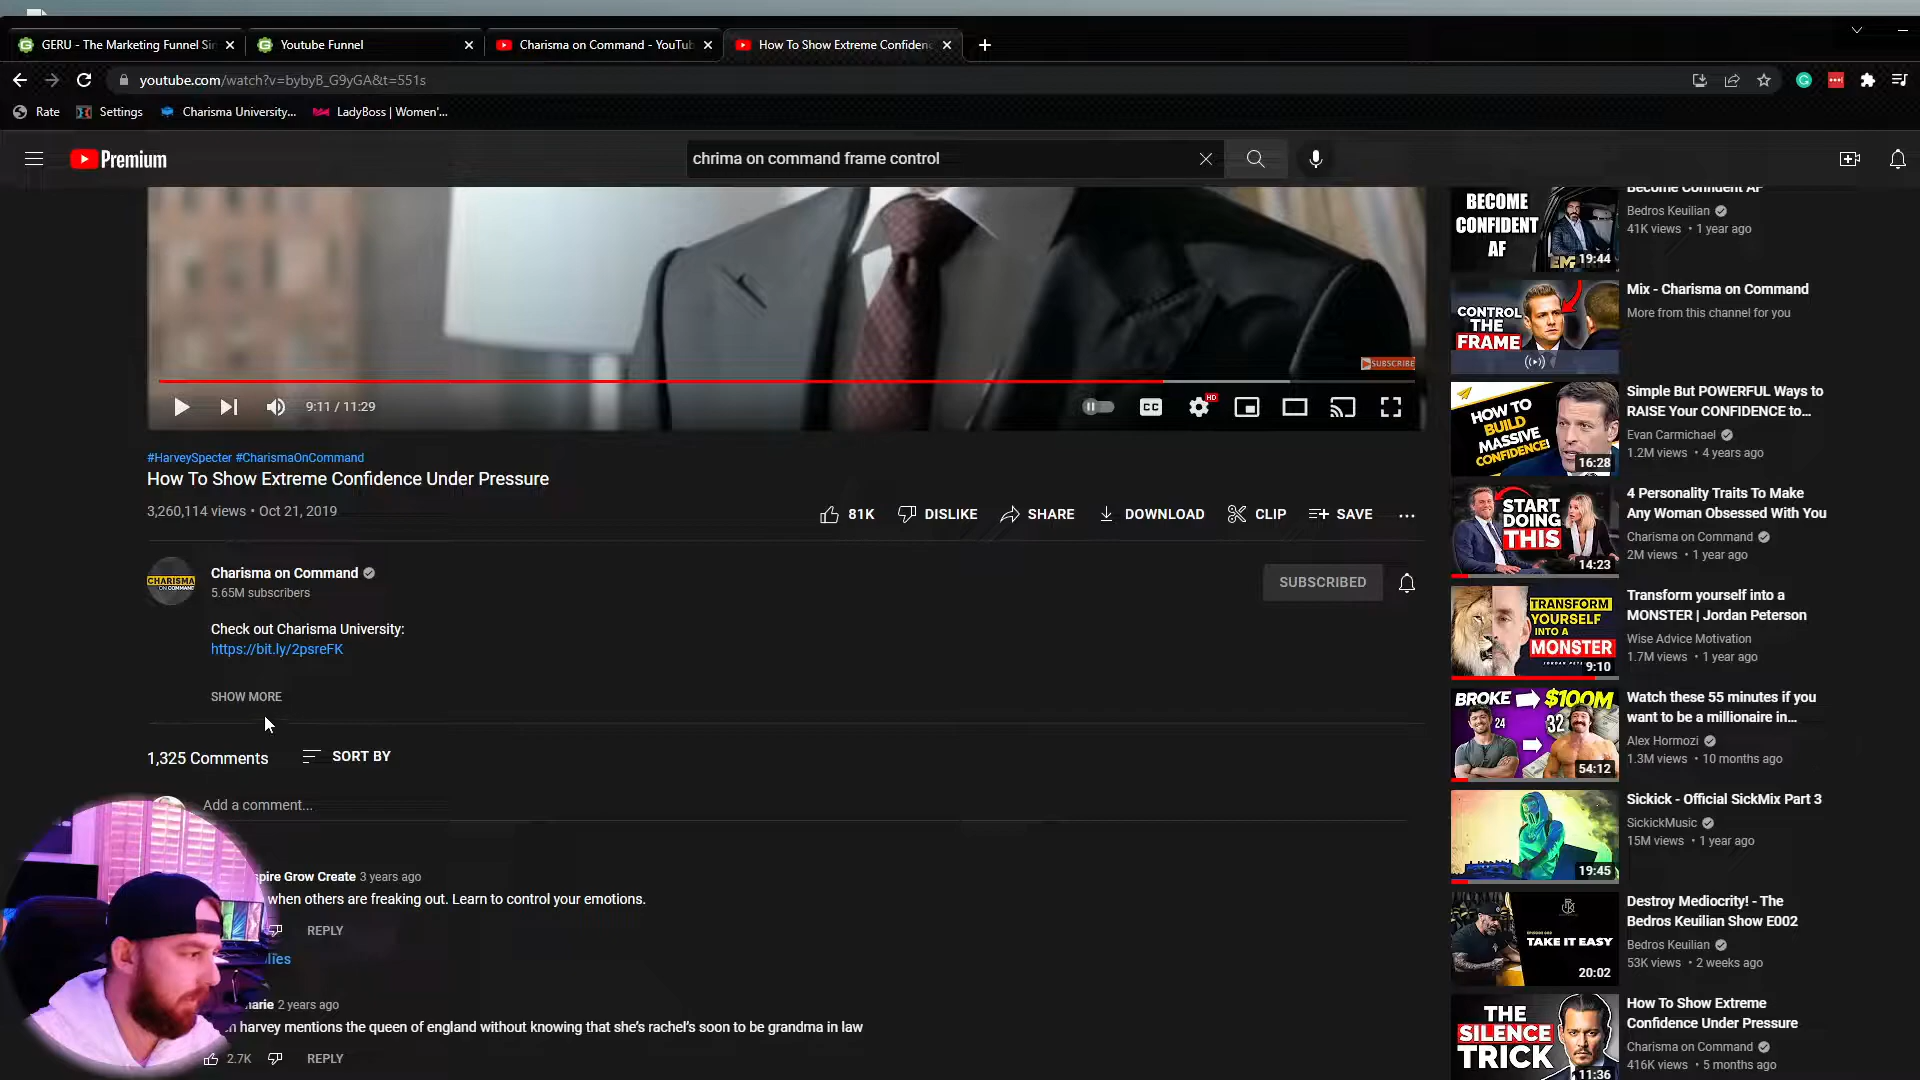 GERU - The Marketing Funnel Si
Youtube Funnel
Charisma on Command - YouTub
How To Show Extreme Confidenc
youtube.com/watch?v=bybyB_G9yGA&t=551s
Rate
Settings
Charisma University...
LadyBoss | Women'...
Premium
chrima on command frame control
SUBSCRIBE
9:11 / 11:29
CC
HD
#HarveySpecter #CharismaOnCommand
How To Show Extreme Confidence Under Pressure
3,260,114 views • Oct 21, 2019
81K
DISLIKE
SHARE
DOWNLOAD
CLIP
SAVE
CHARISMA
ON COMMAND
Charisma on Command
5.65M subscribers
SUBSCRIBED
Check out Charisma University:
https://bit.ly/2psreFK
SHOW MORE
1,325 Comments
SORT BY
Add a comment...
spire Grow Create 3 years ago
when others are freaking out. Learn to control your emotions.
REPLY
lies
marie 2 years ago
harvey mentions the queen of england without knowing that she's rachel's soon to be grandma in law
2.7K
REPLY
BECOME
CONFIDENT
AF
19:44
Become Confident AF
Bedros Keuilian
41K views • 1 year ago
CONTROL
THE
FRAME
Mix - Charisma on Command
More from this channel for you
HOW TO
BUILD
MASSIVE
CONFIDENCE!
16:28
Simple But POWERFUL Ways to
RAISE Your CONFIDENCE to...
Evan Carmichael
1.2M views • 4 years ago
START
DOING
THIS
14:23
4 Personality Traits To Make
Any Woman Obsessed With You
Charisma on Command
2M views • 1 year ago
TRANSFORM
YOURSELF
INTO A
MONSTER
9:10
Transform yourself into a
MONSTER | Jordan Peterson
Wise Advice Motivation
1.7M views • 1 year ago
BROKE
$100M
24
32
54:12
Watch these 55 minutes if you
want to be a millionaire in...
Alex Hormozi
1.3M views • 10 months ago
19:45
Sickick - Official SickMix Part 3
SickickMusic
15M views • 1 year ago
TAKE IT EASY
20:02
Destroy Mediocrity! - The
Bedros Keuilian Show E002
Bedros Keuilian
53K views • 2 weeks ago
THE
SILENCE
TRICK
11:36
How To Show Extreme
Confidence Under Pressure
Charisma on Command
416K views • 5 months ago